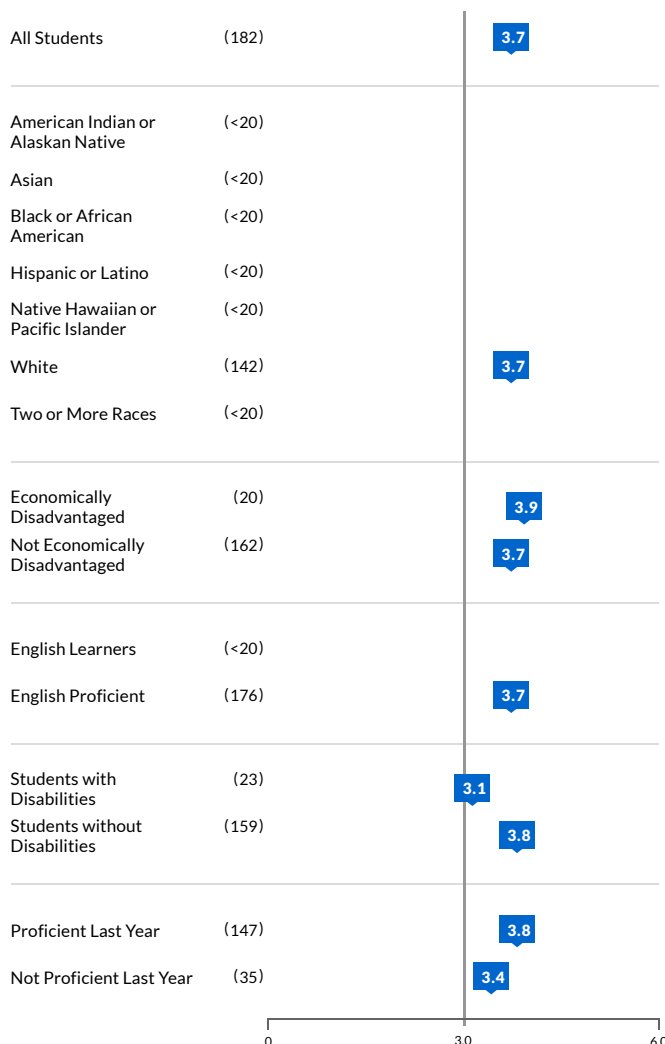 All Students (182) 3.7
American Indian or (<20)
Alaskan Native
Asian (<20)
Black or African (<20)
American
Hispanic or Latino (<20)
Native Hawaiian or (<20)
Pacific Islander
White (142) 3.7
Two or More Races (<20)
Economically (20) 3.9
Disadvantaged
Not Economically (162) 3.7
Disadvantaged
English Learners (<20)
English Proficient (176) 3.7
Students with (23) 3.1
Disabilities
Students without (159) 3.8
Disabilities
Proficient Last Year (147) 3.8
Not Proficient Last Year (35) 3.4
0 3.0 6.0